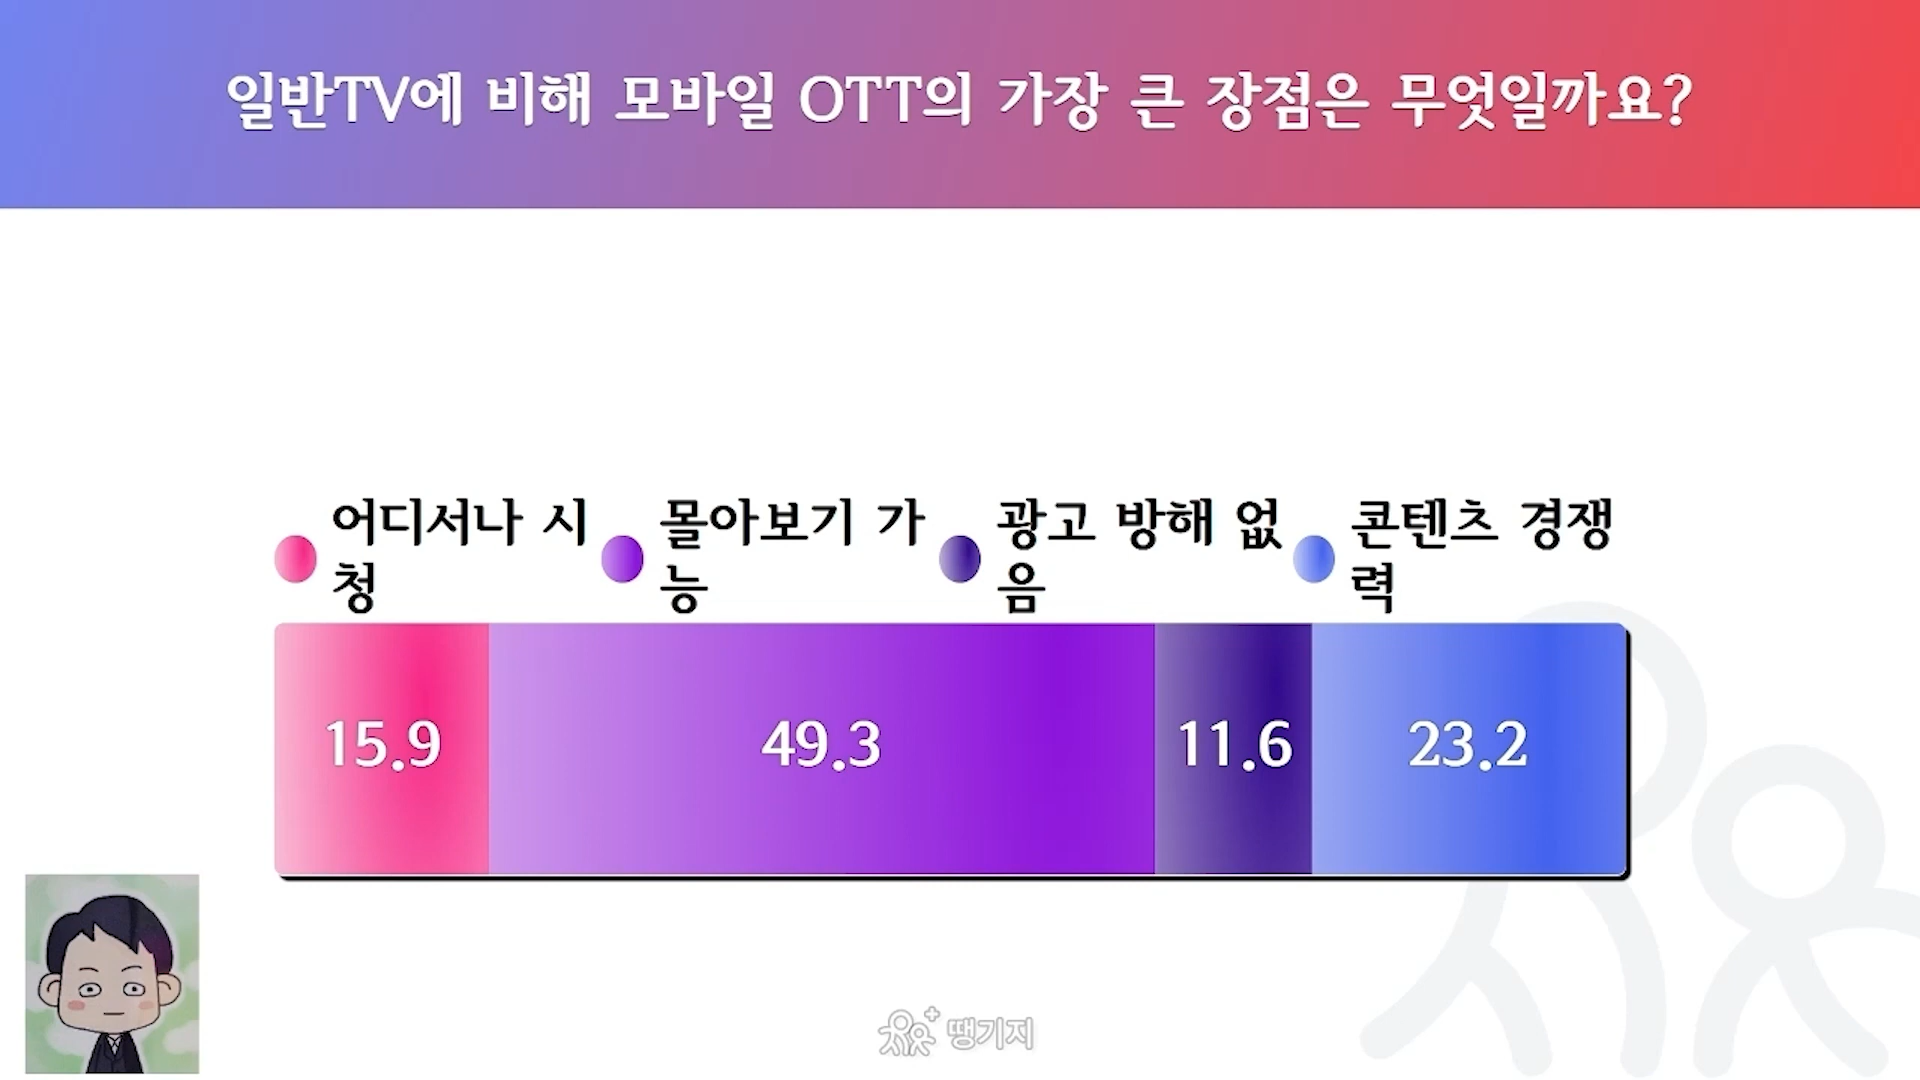 일반TV에 비해 모바일 OTT의 가장 큰 장점은 무엇일까요?
어디서나 시
청
몰아보기 가
능
광고 방해 없
음
콘텐츠 경쟁
력
15.9
49.3
11.6
23.2
땡기지